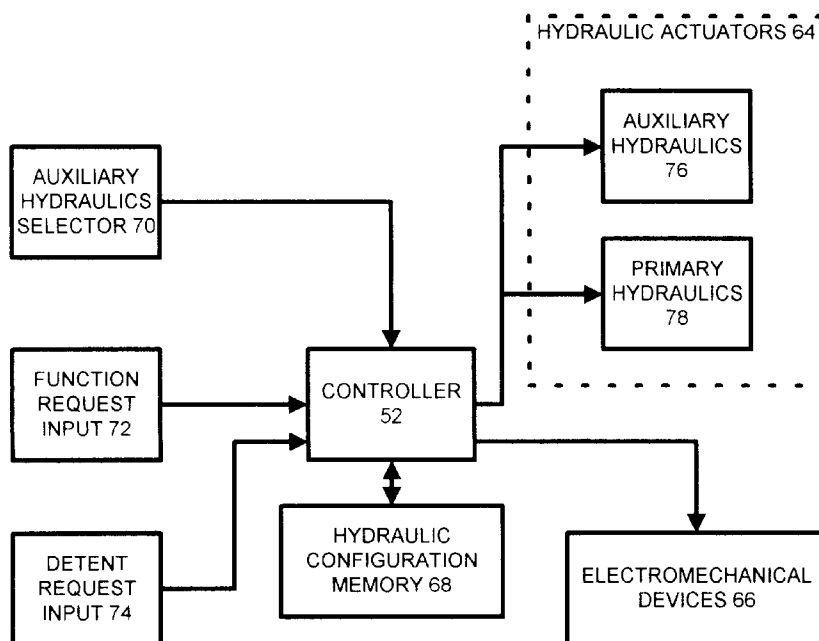 HYDRAULIC ACTUATORS 64
AUXILIARY
HYDRAULICS
76
AUXILIARY
HYDRAULICS
SELECTOR 70
PRIMARY
HYDRAULICS
78
FUNCTION
REQUEST
INPUT 72
CONTROLLER
52
DETENT
REQUEST
INPUT 74
HYDRAULIC
CONFIGURATION
MEMORY 68
ELECTROMECHANICAL
DEVICES 66